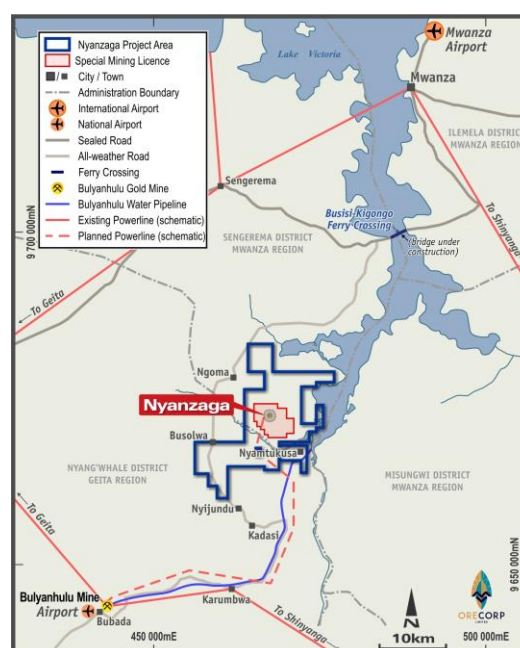 Nyanzaga Project Area
Special Mining Licence
City / Town
Administration Boundary
International Airport
National Airport
Sealed Road
All-weather Road
Ferry Crossing
Bulyanhulu Gold Mine
Bulyanhulu Water Pipeline
Existing Powerline (schematic)
Planned Powerline (schematic)
Lake Victoria
Mwanza
Airport
Mwanza
ILEMELA DISTRICT
MWANZA REGION
Sengerema
To Shinyanga
Busisi-Kigongo
Ferry Crossing
(bridge under
construction)
9 700 000mN
SENGEREMA DISTRICT
MWANZA REGION
To Geita
Ngoma
Nyanzaga
Busolwa
Nyamtukusa
NYANG'WHALE DISTRICT
GEITA REGION
MISUNGWI DISTRICT
MWANZA REGION
To Geita
Nyijundu
Kadasi
9 650 000mN
Bulyanhulu Mine
Airport
Bubada
Karumbwa
To Shinyanga
N
10km
ORECORP
LIMITED
450 000mE
500 000mE